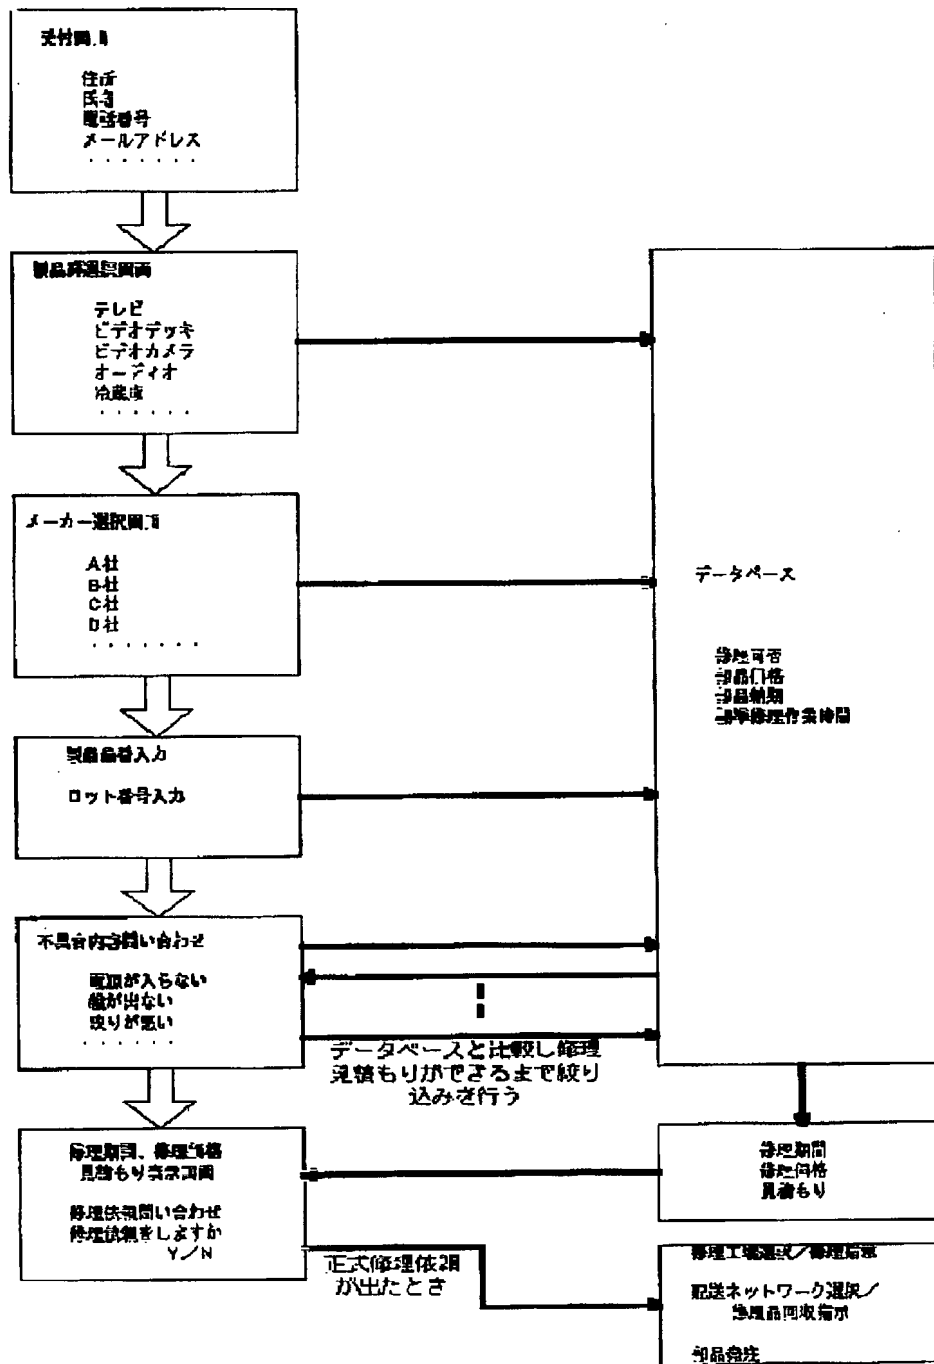 受付画面
住所
氏名
電話番号
メールアドレス
・・・・・・・
製品群選択画面
テレビ
ビデオデッキ
ビデオカメラ
オーディオ
冷蔵庫
・・・・・・
メーカー選択画面
A社
B社
C社
D社
・・・・・・・
製品品番入力
ロット番号入力
不具合内容問い合わせ
電源が入らない
絵が出ない
映りが悪い
・・・・・・
データベースと比較し修理
見積もりができるまで絞り
込みを行う
データベース
修理可否
部品価格
部品納期
標準修理作業時間
修理期間、修理価格
見積もり表示画面
修理依頼問い合わせ
修理依頼をしますか
Y/N
正式修理依頼
が出たとき
修理期間
修理価格
見積もり
修理工場選択/修理指示
配送ネットワーク選択/
修理品回収指示
部品発注